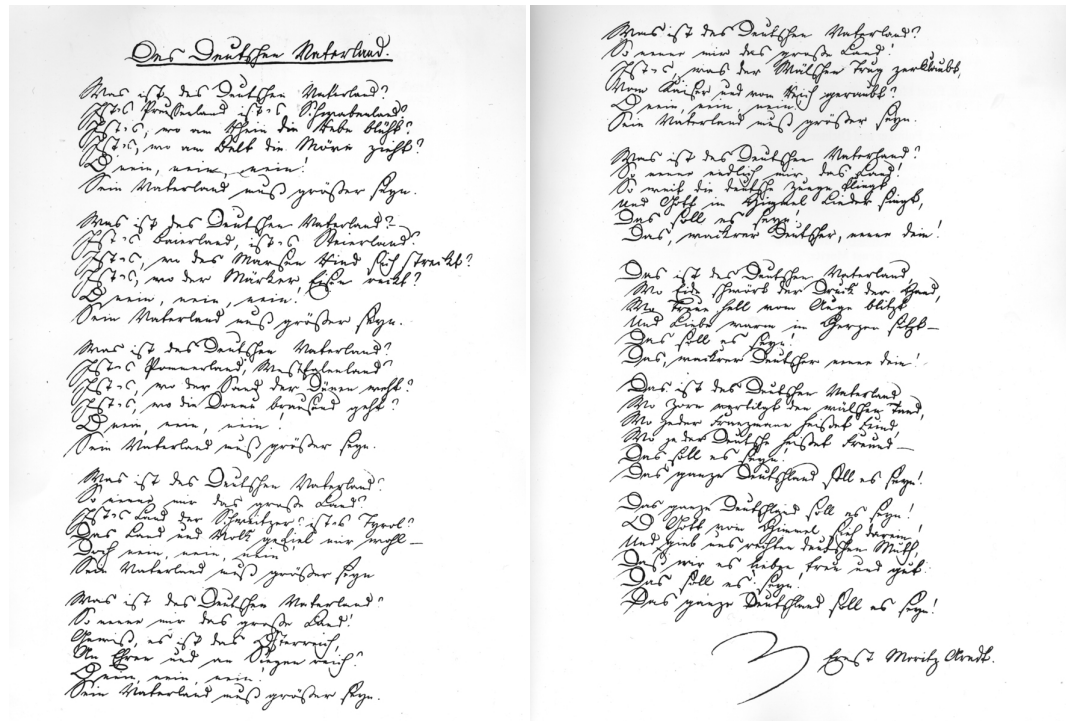 Des Deutschen Vaterland.
Was ist des Deutschen Vaterland?
Ist's Preussenland ist's Schwabenland?
Ist's, wo am Rhein die Rebe blüht?
Ist's, wo am Belt die Möwe zieht?
O nein, nein, nein!
Sein Vaterland muß größer seyn.
Was ist des Deutschen Vaterland?
Ist's Baierland, ist's Steierland?
Ist's, wo des Marsen Rind sich streckt?
Ist's, wo der Märker Eisen reckt?
O nein, nein, nein!
Sein Vaterland muß größer seyn.
Was ist des Deutschen Vaterland?
Ist's Pommerland, Westfalenland?
Ist's, wo der Sand der Dünen weht?
Ist's, wo die Donau brausend geht?
O nein, nein, nein!
Sein Vaterland muß größer seyn.
Was ist des Deutschen Vaterland?
So nenne mir das große Land!
Ist's Land der Schweitzer? ist's Tyrol?
Das Land und Volk gefiel mir wohl—
Doch nein, nein, nein
Sein Vaterland muß größer seyn
Was ist des Deutschen Vaterland?
So nenne mir das große Land!
Gewiß, es ist das Österreich,
An Ehren und an Siegen reich?
O nein, nein, nein!
Sein Vaterland muß größer seyn.
Was ist des Deutschen Vaterland?
So nenne mir das große Land!
Ist's, was der Wälschen Trug zerklaubt,
Vom Kaiser und vom Reich geraubt?
O nein, nein, nein!
Sein Vaterland muß größer seyn.
Was ist des Deutschen Vaterland?
So nenne endlich mir das Land!
So weit die deutsche Zunge klingt
Und Gott im Himmel Lieder singt,
Das soll es seyn!
Das, wackrer Deutscher, nenne dein!
Das ist des Deutschen Vaterland,
Wo Eide schwört der Druck der Hand,
Wo Treue hell vom Auge blitzt
Und Liebe warm im Herzen sitzt—
Das soll es seyn!
Das, wackrer Deutscher nenne dein!
Das ist des Deutschen Vaterland
Wo Zorn vertilgt den wälschen Tand,
Wo jeder Franzmann heißet Feind,
Wo jeder Deutsche heißet Freund—
Das soll es seyn!
Das ganze Deutschland soll es seyn!
Das ganze Deutschland soll es seyn!
O Gott vom Himmel, sieh darein!
Und gieb uns rechten deutschen Muth,
Daß wir es lieben, treu und gut.
Das soll es seyn.
Das ganze Deutschland soll es seyn!
Ernst Moritz Arndt.